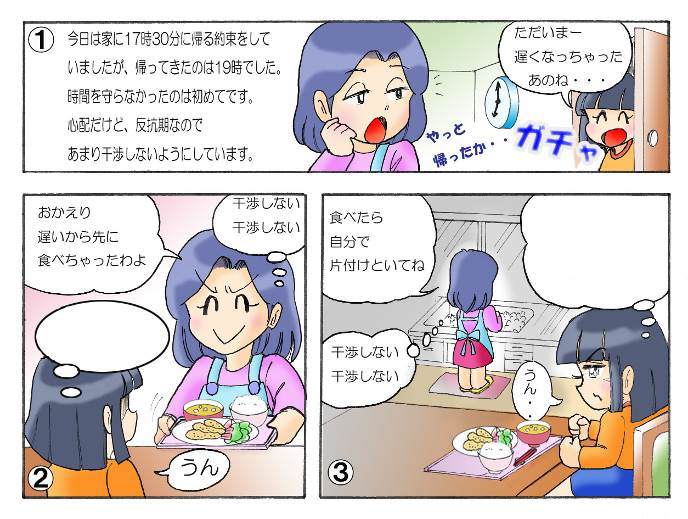 ①
今日は家に17時30分に帰る約束をして
いましたが、帰ってきたのは19時でした。
時間を守らなかったのは初めてです。
心配だけど、反抗期なので
あまり干渉しないようにしています。
やっと
帰ったか・・
ガチャ
ただいまー
遅くなっちゃった
あのね・・・
②
おかえり
遅いから先に
食べちゃったわよ
干渉しない
干渉しない
うん
③
食べたら
自分で
片付けといてね
干渉しない
干渉しない
うん・・